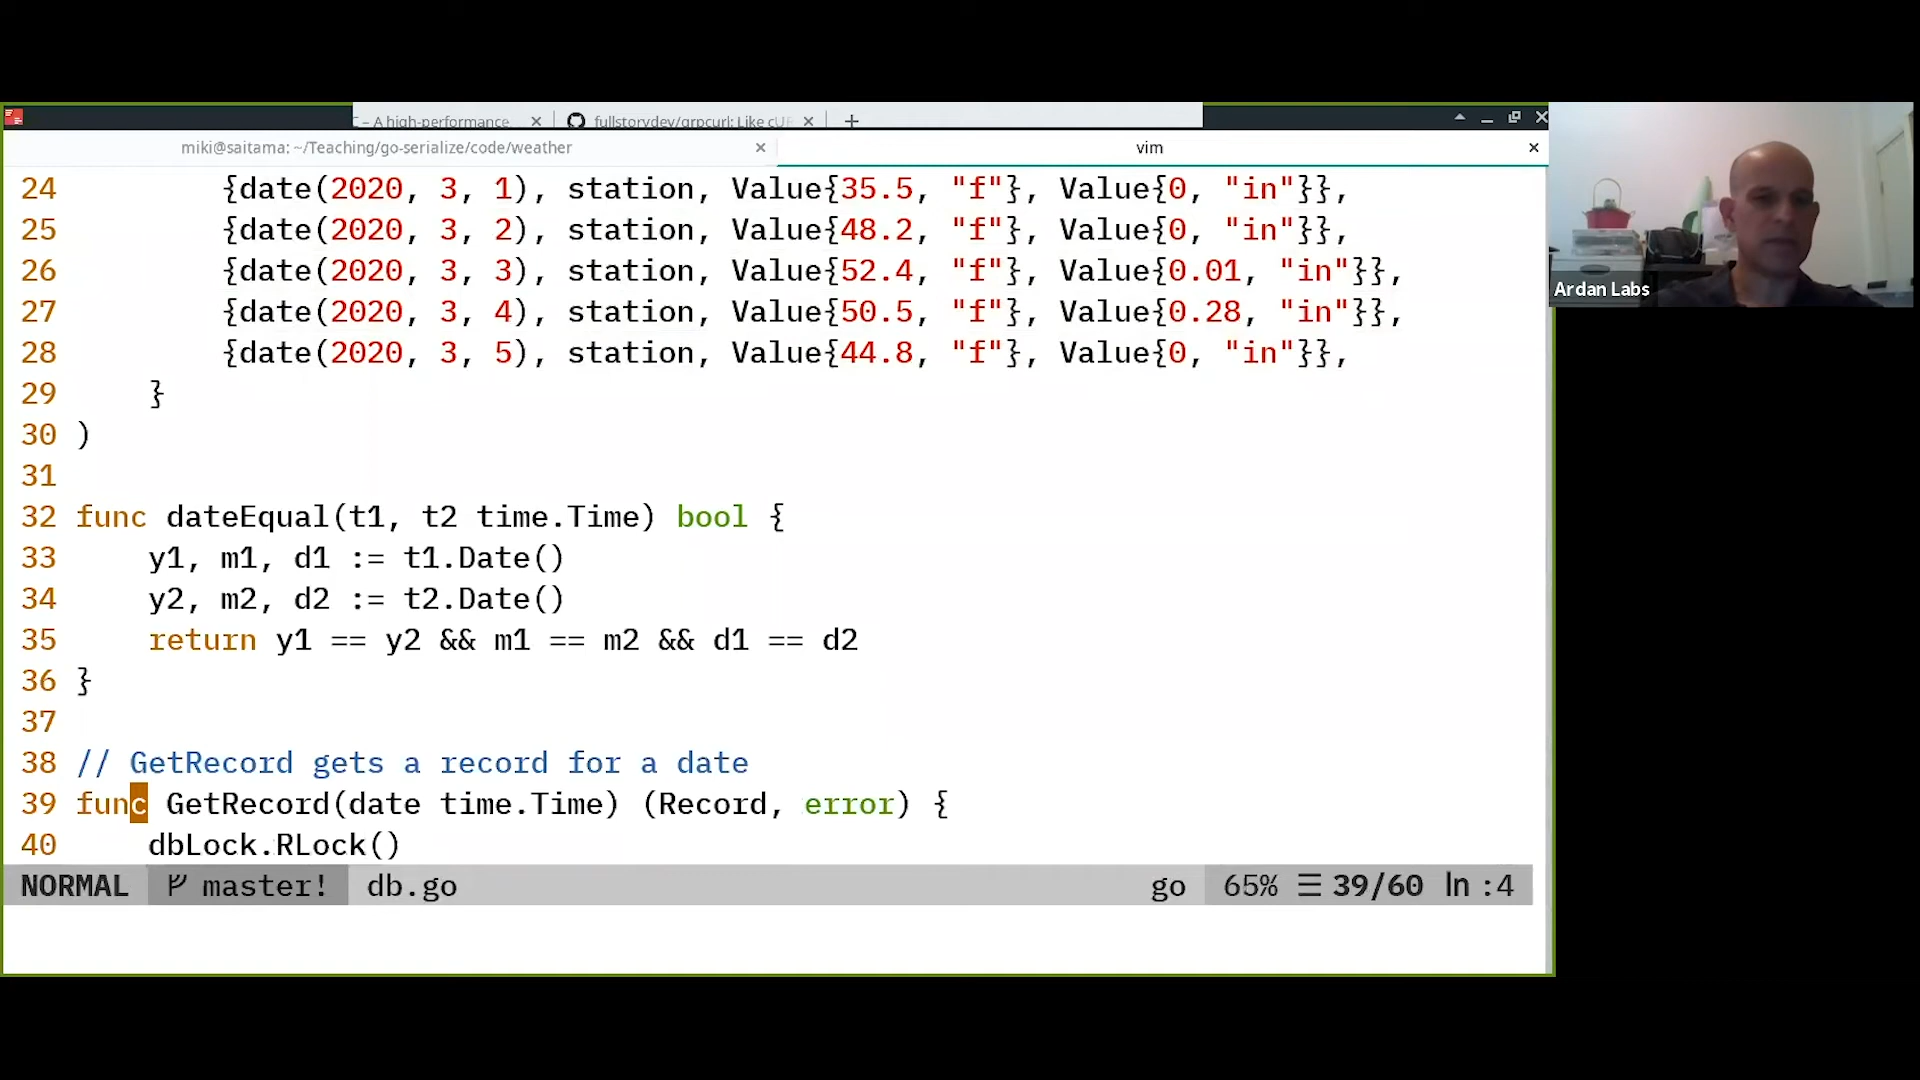 – A high-performance
fullstorydev/grpcurl: Like cU
miki@saitama: ~/Teaching/go-serialize/code/weather
vim
24 {date(2020, 3, 1), station, Value{35.5, "f"}, Value{0, "in"}},
25 {date(2020, 3, 2), station, Value{48.2, "f"}, Value{0, "in"}},
26 {date(2020, 3, 3), station, Value{52.4, "f"}, Value{0.01, "in"}},
27 {date(2020, 3, 4), station, Value{50.5, "f"}, Value{0.28, "in"}},
28 {date(2020, 3, 5), station, Value{44.8, "f"}, Value{0, "in"}},
29 }
30 )
31
32 func dateEqual(t1, t2 time.Time) bool {
33 y1, m1, d1 := t1.Date()
34 y2, m2, d2 := t2.Date()
35 return y1 == y2 && m1 == m2 && d1 == d2
36 }
37
38 // GetRecord gets a record for a date
39 func GetRecord(date time.Time) (Record, error) {
40 dbLock.RLock()
NORMAL master! db.go go 65% ☰ 39/60 ln :4
Ardan Labs